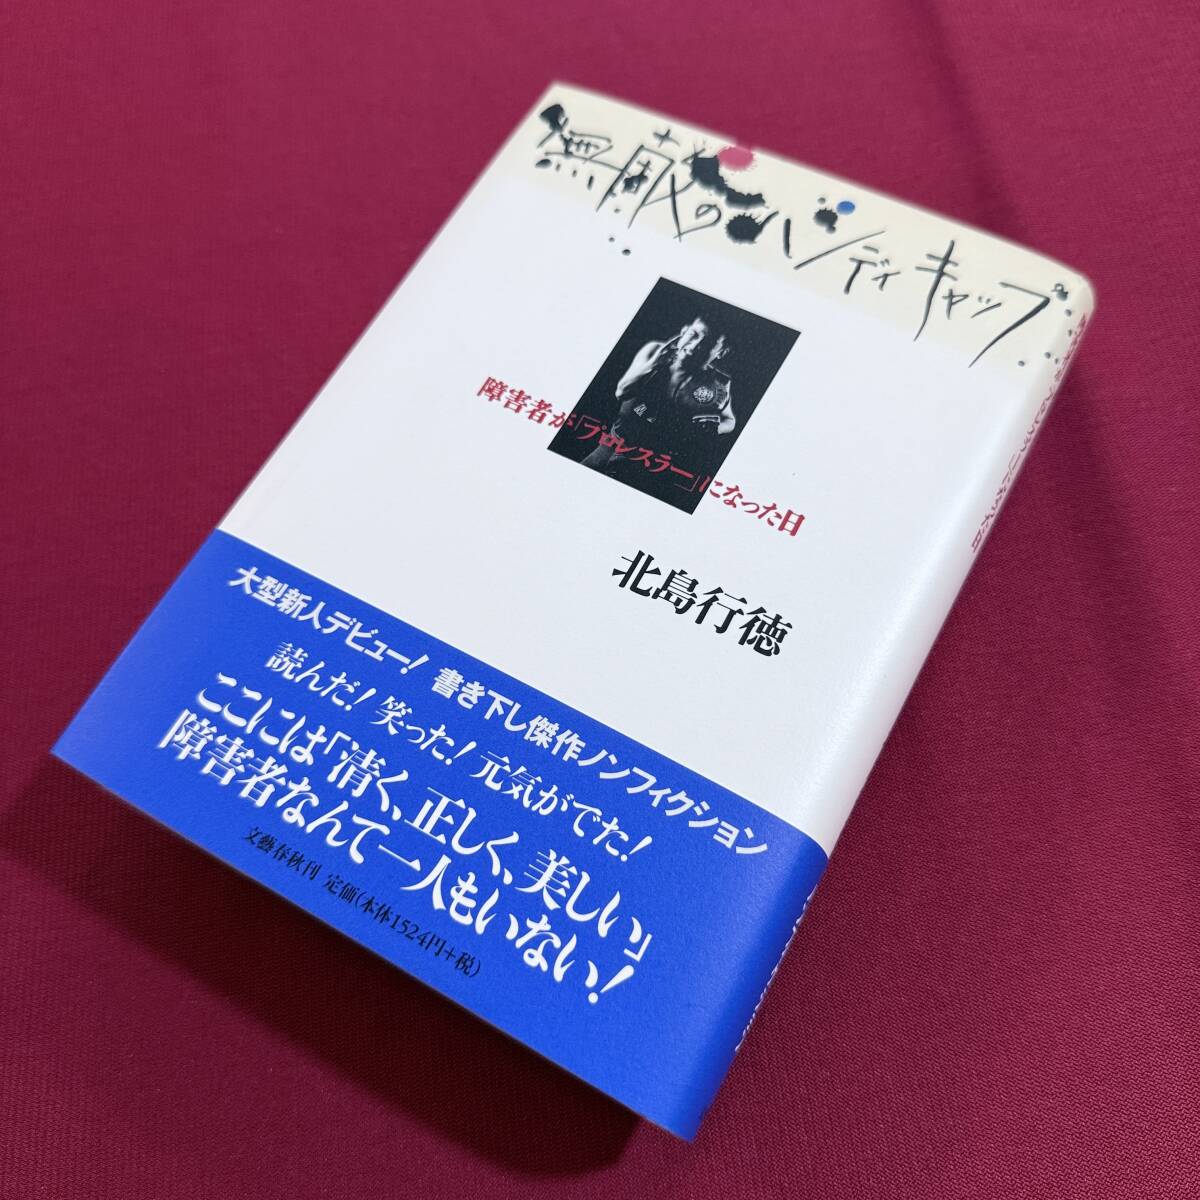 無敵のハンディキャップ
障害者が「プロレスラー」になった日
北島行徳
大型新人デビュー！ 書き下し傑作ノンフィクション
読んだ！笑った！元気がでた！
ここには「清く、正しく、美しい」
障害者なんて一人もいない！
文藝春秋刊 定価（本体1524円+税）